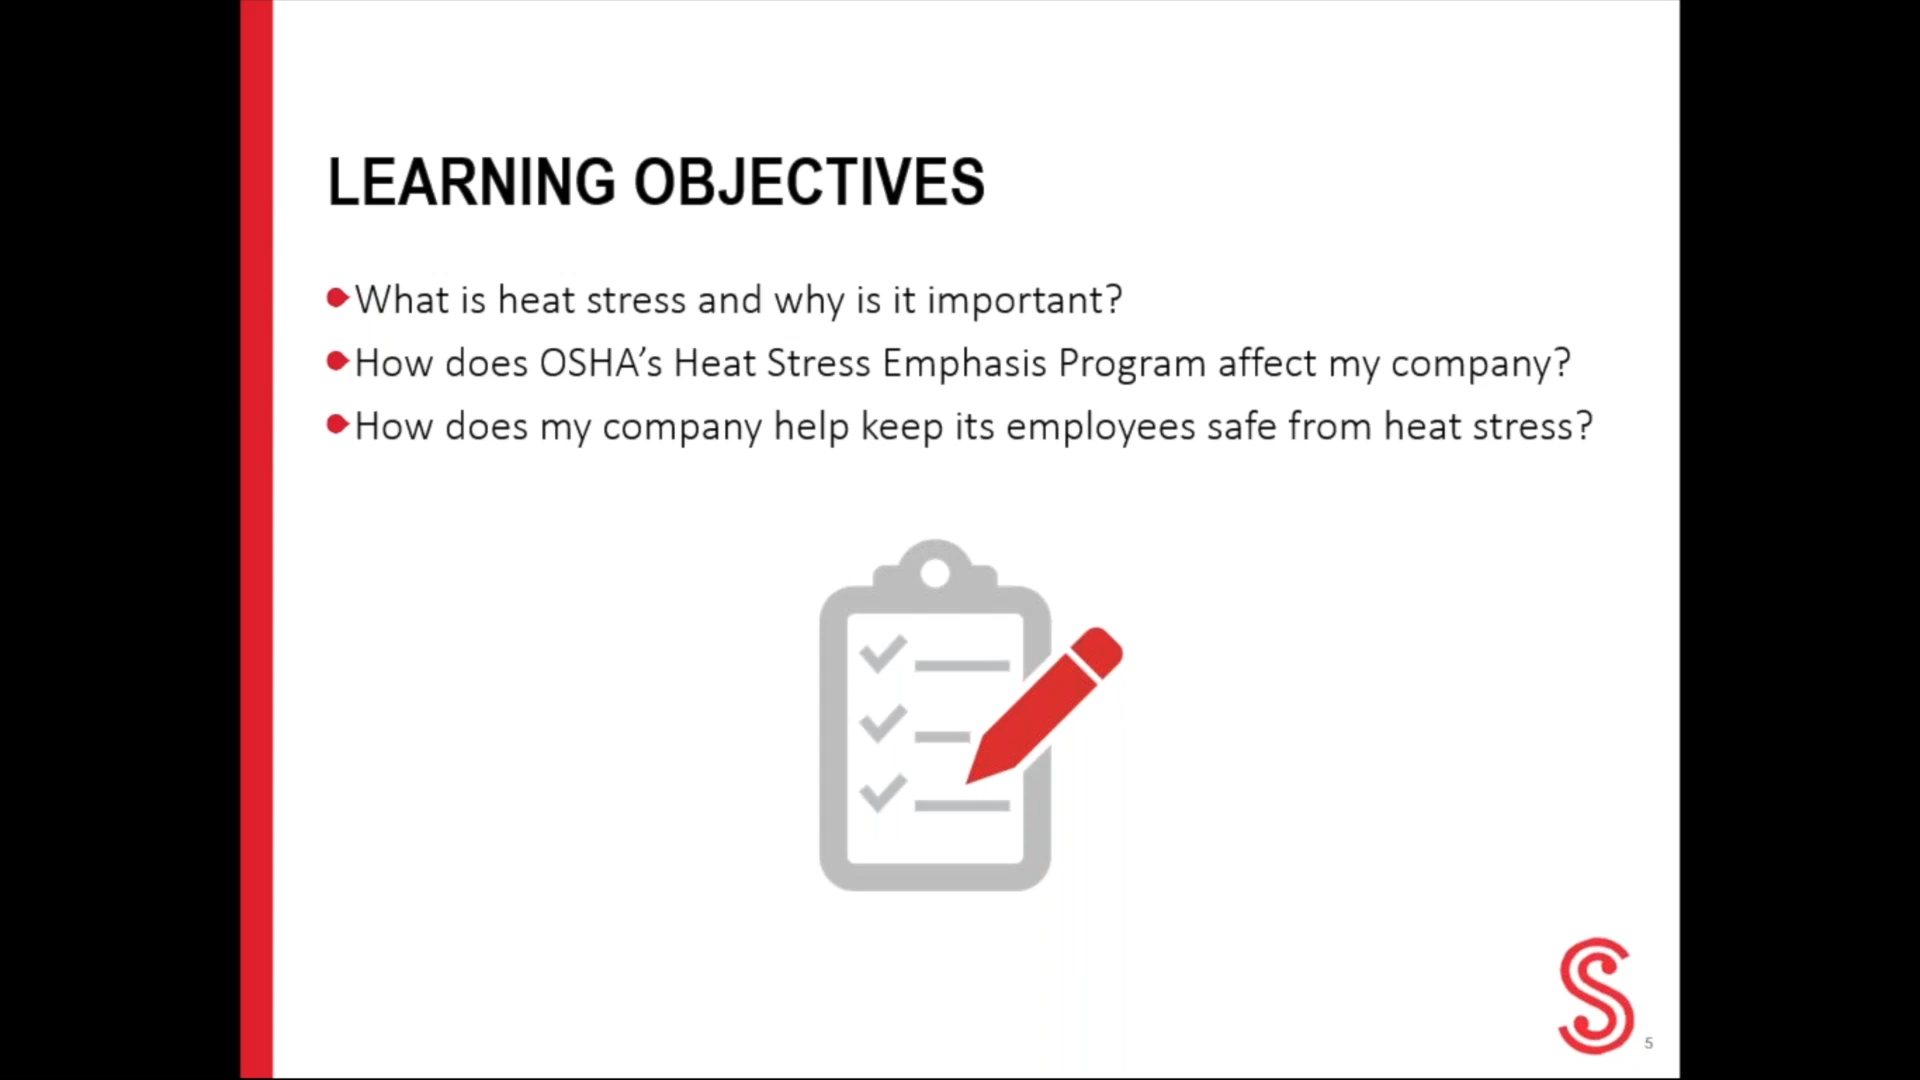 LEARNING OBJECTIVES
What is heat stress and why is it important?
How does OSHA’s Heat Stress Emphasis Program affect my company?
How does my company help keep its employees safe from heat stress?
S
5